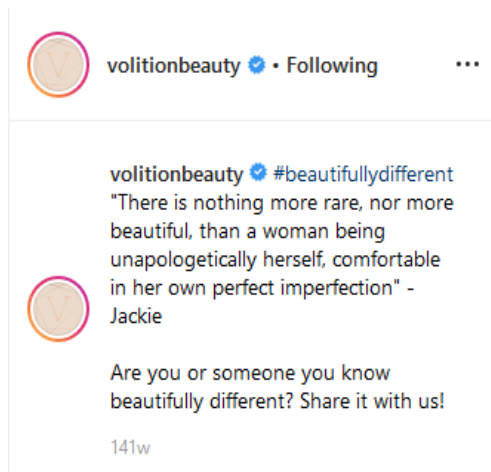 volitionbeauty • Following
volitionbeauty #beautifullydifferent
"There is nothing more rare, nor more
beautiful, than a woman being
unapologetically herself, comfortable
in her own perfect imperfection" -
Jackie
Are you or someone you know
beautifully different? Share it with us!
141w